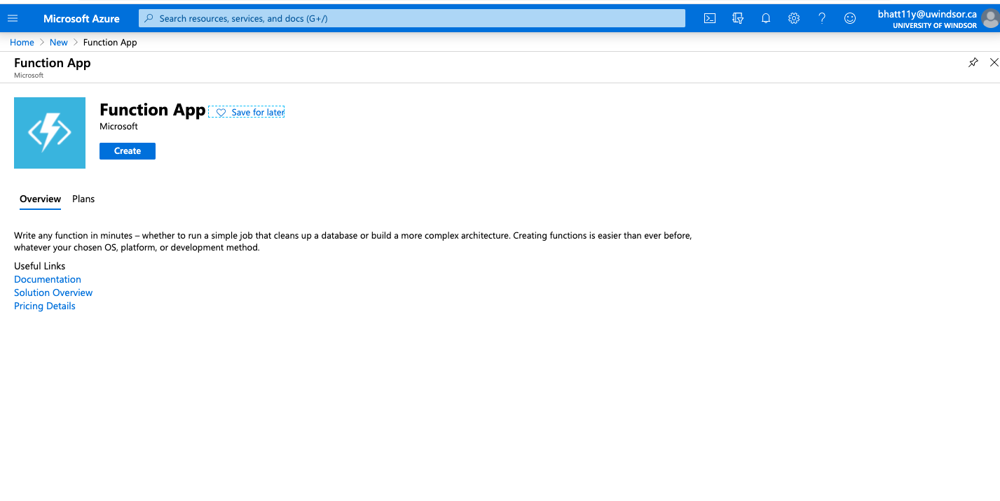 Microsoft Azure
Search resources, services, and docs (G+/)
bhatt11y@uwindsor.ca
UNIVERSITY OF WINDSOR
Home > New > Function App
Function App
Microsoft
Function App
Save for later
Microsoft
Create
Overview Plans
Write any function in minutes – whether to run a simple job that cleans up a database or build a more complex architecture. Creating functions is easier than ever before,
whatever your chosen OS, platform, or development method.
Useful Links
Documentation
Solution Overview
Pricing Details